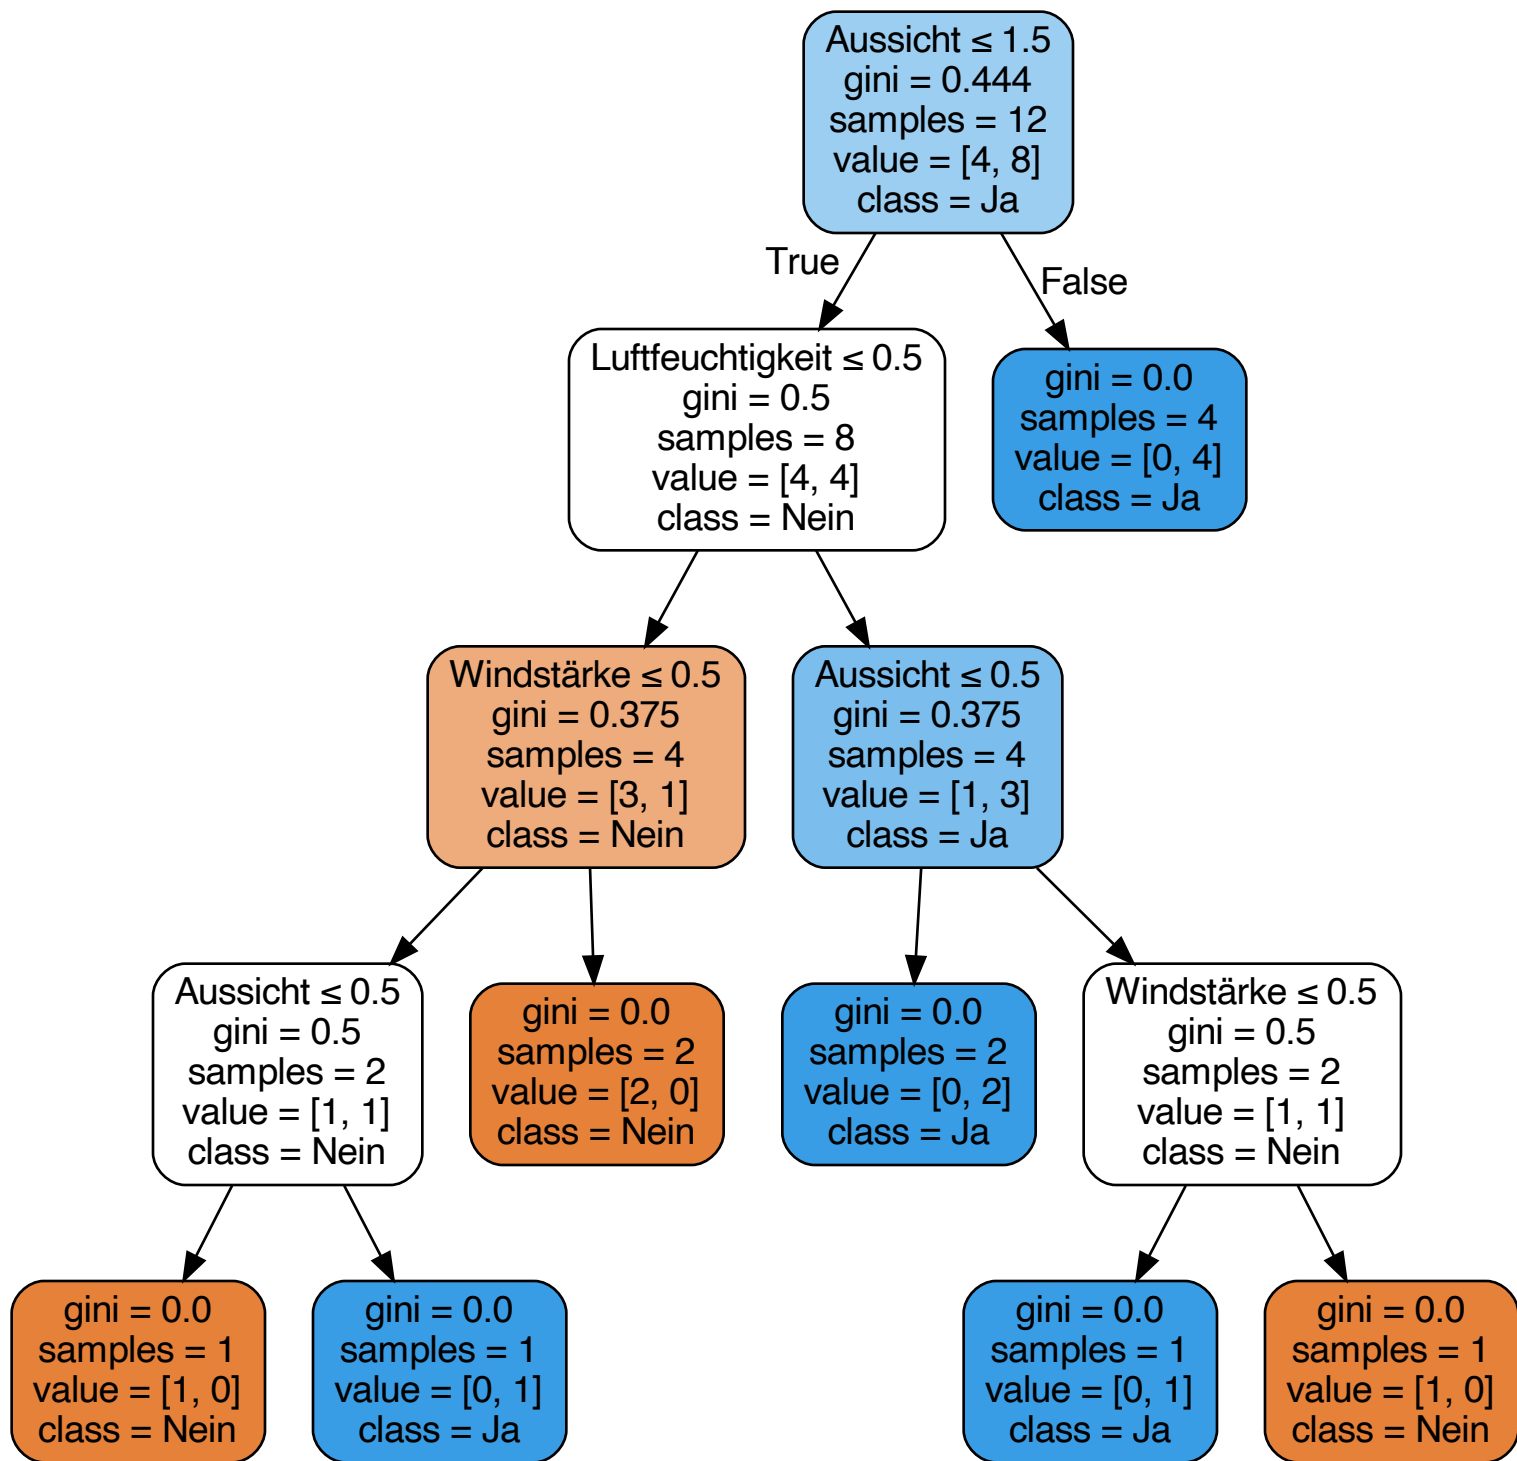 Aussicht ≤ 1.5
gini = 0.444
samples = 12
value = [4, 8]
class = Ja
True
False
Luftfeuchtigkeit ≤ 0.5
gini = 0.5
samples = 8
value = [4, 4]
class = Nein
gini = 0.0
samples = 4
value = [0, 4]
class = Ja
Windstärke ≤ 0.5
gini = 0.375
samples = 4
value = [3, 1]
class = Nein
Aussicht ≤ 0.5
gini = 0.375
samples = 4
value = [1, 3]
class = Ja
Aussicht ≤ 0.5
gini = 0.5
samples = 2
value = [1, 1]
class = Nein
gini = 0.0
samples = 2
value = [2, 0]
class = Nein
gini = 0.0
samples = 2
value = [0, 2]
class = Ja
Windstärke ≤ 0.5
gini = 0.5
samples = 2
value = [1, 1]
class = Nein
gini = 0.0
samples = 1
value = [1, 0]
class = Nein
gini = 0.0
samples = 1
value = [0, 1]
class = Ja
gini = 0.0
samples = 1
value = [0, 1]
class = Ja
gini = 0.0
samples = 1
value = [1, 0]
class = Nein